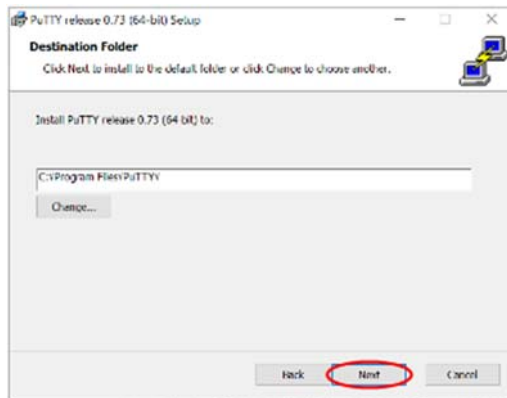 PuTTY release 0.73 (64-bit) Setup
Destination Folder
Click Next to install to the default folder or click Change to choose another.
Install PuTTY release 0.73 (64-bit) to:
C:\Program Files\PuTTY\
Change...
Back Next Cancel